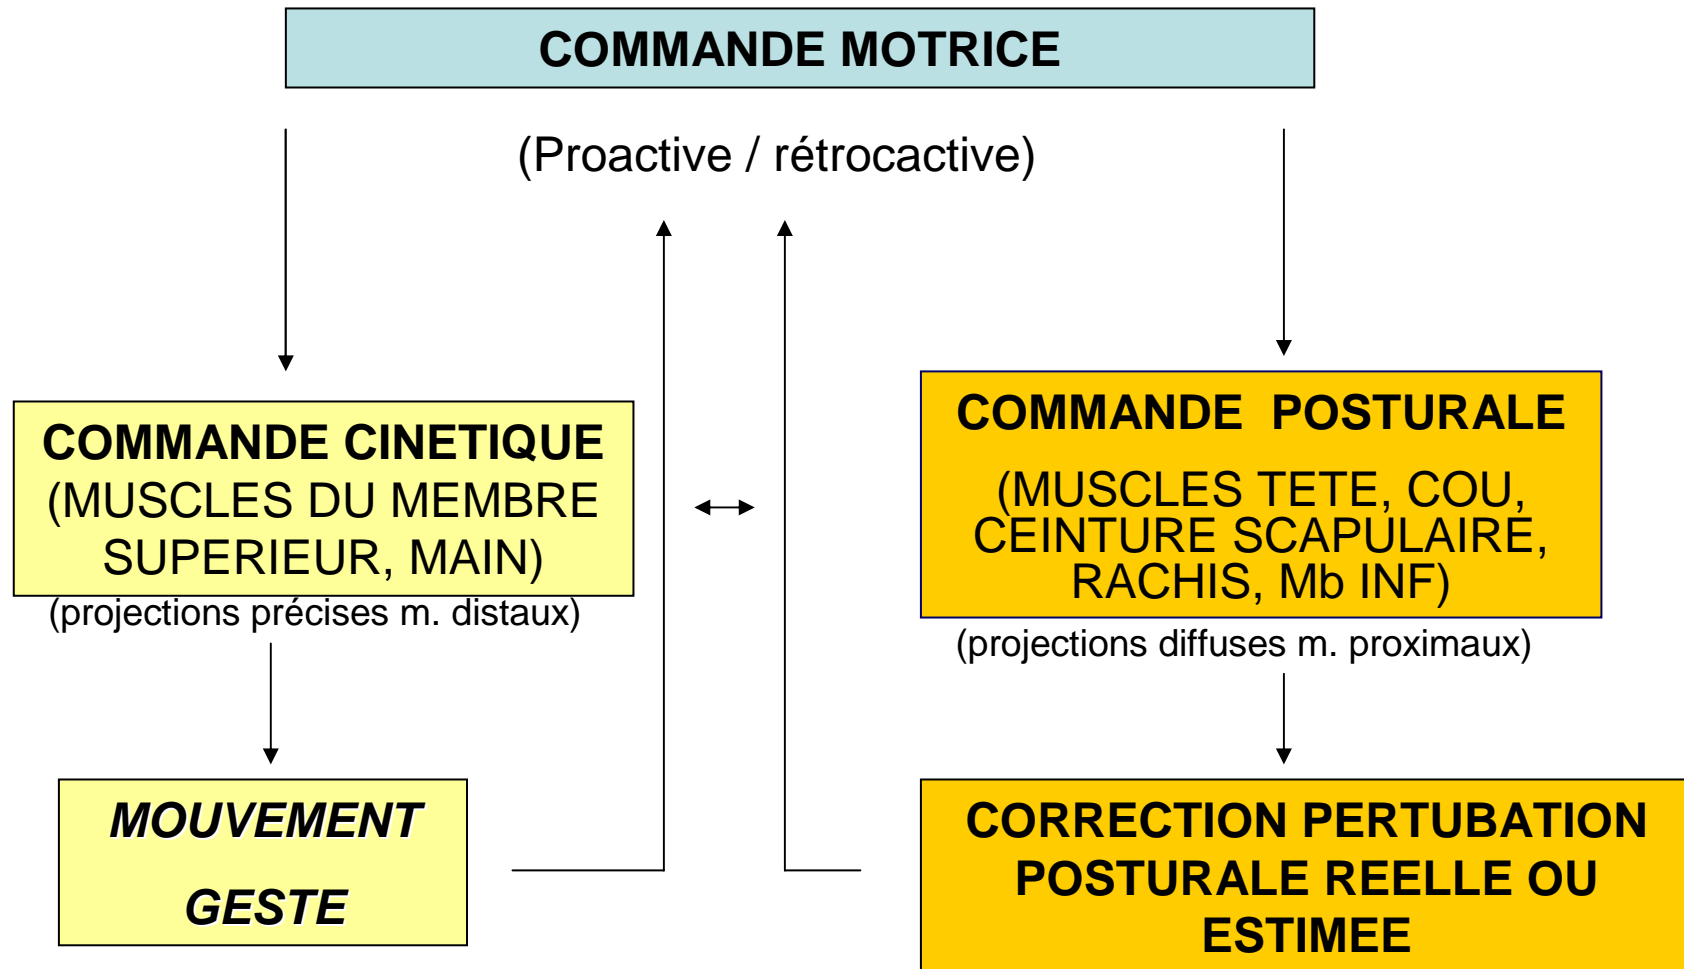 COMMANDE MOTRICE
(Proactive / rétrocactive)
COMMANDE CINETIQUE
(MUSCLES DU MEMBRE
SUPERIEUR, MAIN)
(projections précises m. distaux)
MOUVEMENT
GESTE
COMMANDE POSTURALE
(MUSCLES TETE, COU,
CEINTURE SCAPULAIRE,
RACHIS, Mb INF)
(projections diffuses m. proximaux)
CORRECTION PERTUBATION
POSTURALE REELLE OU
ESTIMEE